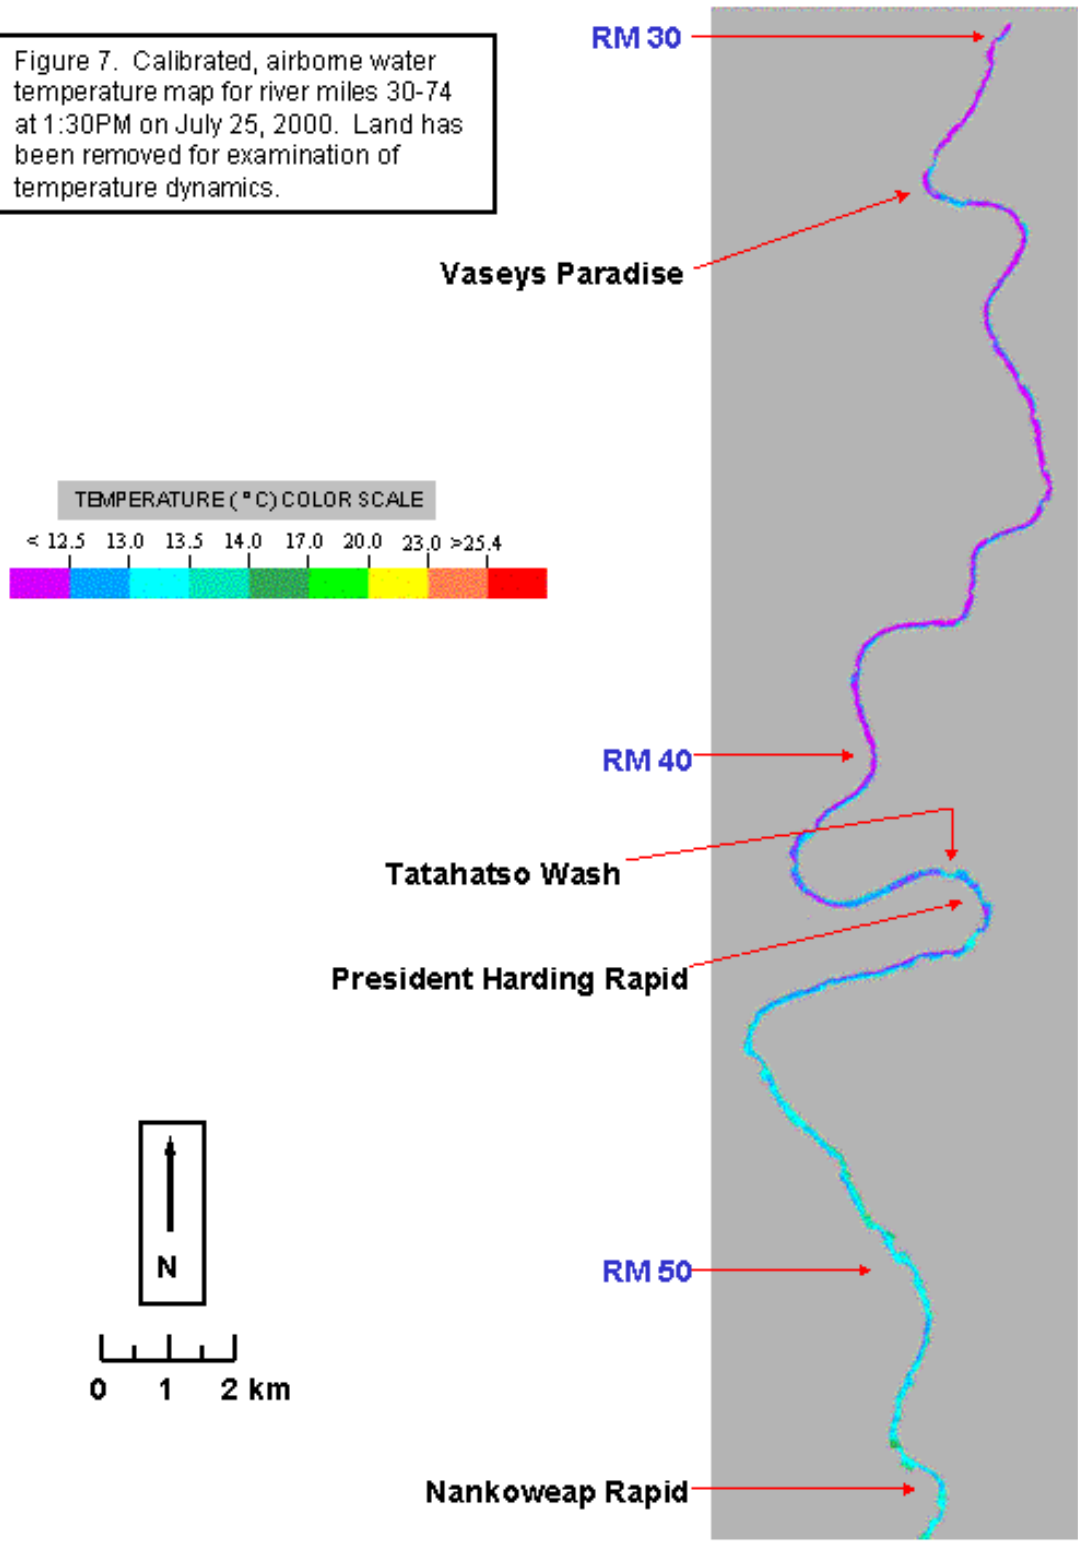 Figure 7. Calibrated, airborne water
temperature map for river miles 30-74
at 1:30PM on July 25, 2000. Land has
been removed for examination of
temperature dynamics.
RM 30
Vaseys Paradise
TEMPERATURE (°C) COLOR SCALE
< 12.5 13.0 13.5 14.0 17.0 20.0 23.0 >25.4
RM 40
Tatahatso Wash
President Harding Rapid
N
RM 50
0 1 2 km
Nankoweap Rapid